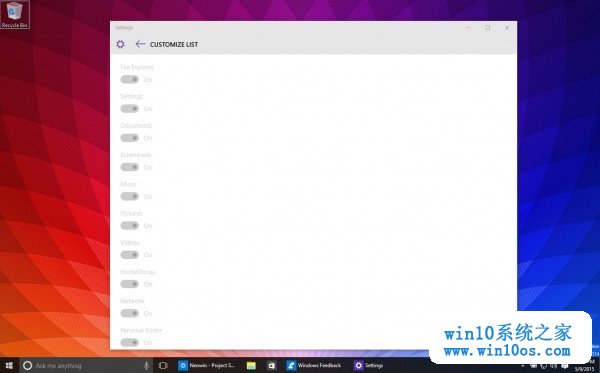 Recycle Bin
Settings
CUSTOMIZE LIST
File Explorer
On
Settings
On
Documents
On
Downloads
On
Music
On
Pictures
On
Videos
On
HomeGroup
On
Network
On
Personal folder
On
win10系统之家
www.win10os.com
Ask me anything
Neowin - Project S...
Windows Feedback
Settings
5/9/2015